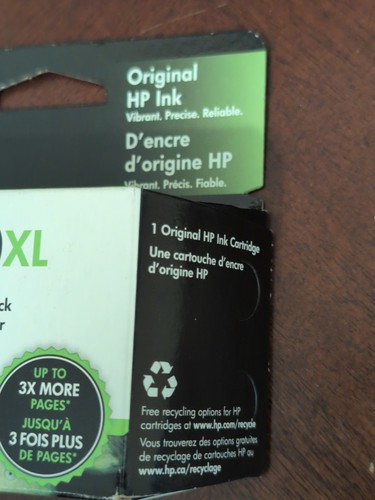 Original
HP Ink
Vibrant. Precise. Reliable.
D'encre
d'origine HP
Vibrant. Précis. Fiable.
XL
1 Original HP Ink Cartridge
Une cartouche d'encre
d'origine HP
UP TO
3X MORE
PAGES*
JUSQU'À
3 FOIS PLUS
DE PAGES*
Free recycling options for HP
cartridges at www.hp.com/recycle
Vous trouverez des options gratuites
de recyclage de cartouches HP au
www.hp.ca/recyclage